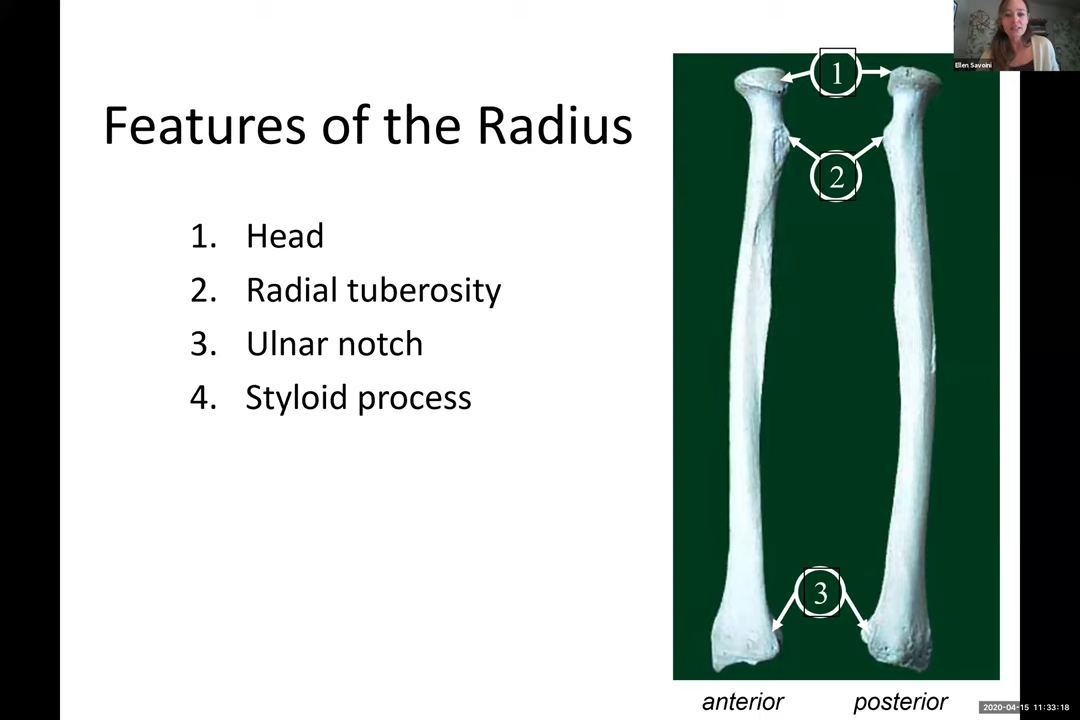 Ellen Savoini
Features of the Radius
1. Head
2. Radial tuberosity
3. Ulnar notch
4. Styloid process
1
2
3
anterior posterior
2020-04-15 11:33:18